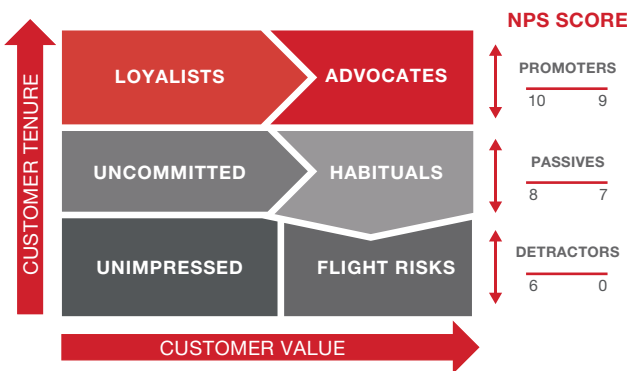 NPS SCORE
CUSTOMER TENURE
LOYALISTS
ADVOCATES
PROMOTERS
10 9
UNCOMMITTED
HABITUALS
PASSIVES
8 7
UNIMPRESSED
FLIGHT RISKS
DETRACTORS
6 0
CUSTOMER VALUE